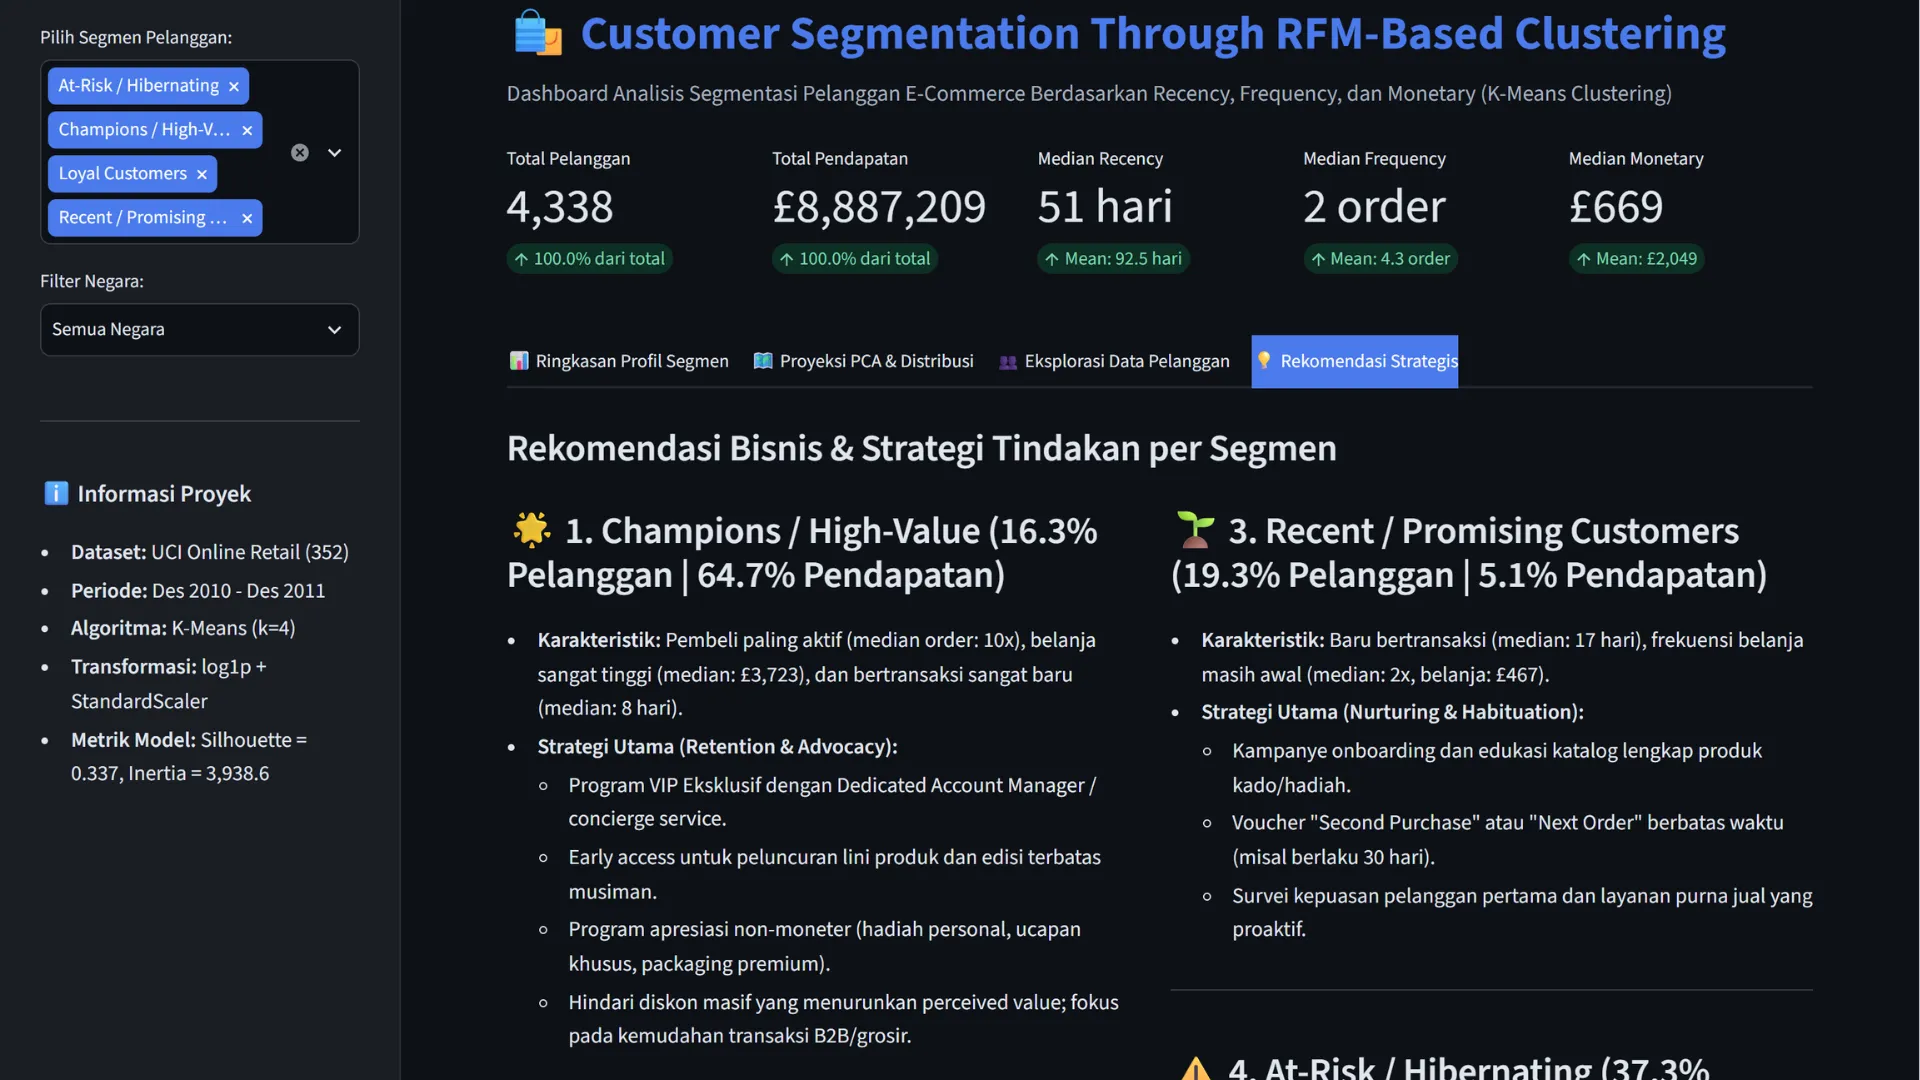 Pilih Segmen Pelanggan:
At-Risk / Hibernating ×
Champions / High-V... ×
Loyal Customers ×
Recent / Promising ... ×
Filter Negara:
Semua Negara
Informasi Proyek
• Dataset: UCI Online Retail (352)
• Periode: Des 2010 - Des 2011
• Algoritma: K-Means (k=4)
• Transformasi: log1p +
StandardScaler
• Metrik Model: Silhouette =
0.337, Inertia = 3,938.6
Customer Segmentation Through RFM-Based Clustering
Dashboard Analisis Segmentasi Pelanggan E-Commerce Berdasarkan Recency, Frequency, dan Monetary (K-Means Clustering)
Total Pelanggan
4,338
↑ 100.0% dari total
Total Pendapatan
£8,887,209
↑ 100.0% dari total
Median Recency
51 hari
↑ Mean: 92.5 hari
Median Frequency
2 order
↑ Mean: 4.3 order
Median Monetary
£669
↑ Mean: £2,049
Ringkasan Profil Segmen
Proyeksi PCA & Distribusi
Eksplorasi Data Pelanggan
Rekomendasi Strategis
Rekomendasi Bisnis & Strategi Tindakan per Segmen
1. Champions / High-Value (16.3%
Pelanggan | 64.7% Pendapatan)
• Karakteristik: Pembeli paling aktif (median order: 10x), belanja
sangat tinggi (median: £3,723), dan bertransaksi sangat baru
(median: 8 hari).
• Strategi Utama (Retention & Advocacy):
○ Program VIP Eksklusif dengan Dedicated Account Manager /
concierge service.
○ Early access untuk peluncuran lini produk dan edisi terbatas
musiman.
○ Program apresiasi non-moneter (hadiah personal, ucapan
khusus, packaging premium).
○ Hindari diskon masif yang menurunkan perceived value; fokus
pada kemudahan transaksi B2B/grosir.
3. Recent / Promising Customers
(19.3% Pelanggan | 5.1% Pendapatan)
• Karakteristik: Baru bertransaksi (median: 17 hari), frekuensi belanja
masih awal (median: 2x, belanja: £467).
• Strategi Utama (Nurturing & Habituation):
○ Kampanye onboarding dan edukasi katalog lengkap produk
kado/hadiah.
○ Voucher "Second Purchase" atau "Next Order" berbatas waktu
(misal berlaku 30 hari).
○ Survei kepuasan pelanggan pertama dan layanan purna jual yang
proaktif.
4. At-Risk / Hibernating (37.3%